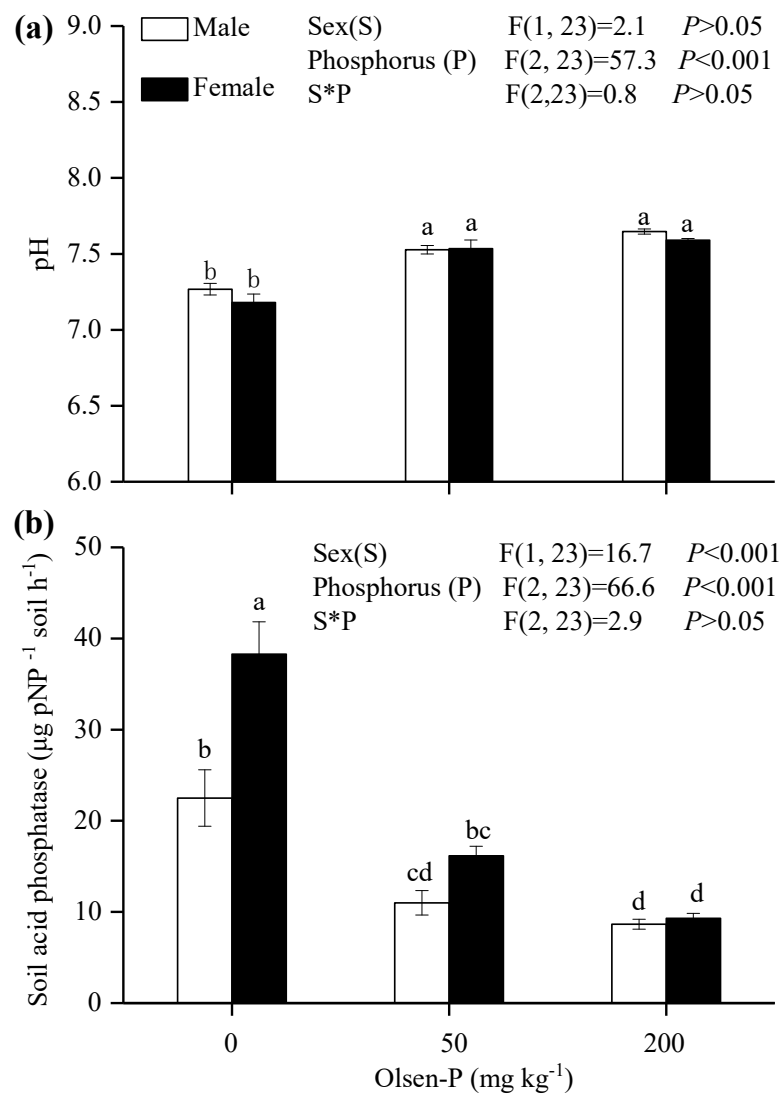 (a)
Male
Female
Sex(S) F(1, 23)=2.1 P>0.05
Phosphorus (P) F(2, 23)=57.3 P<0.001
S*P F(2,23)=0.8 P>0.05
9.0
8.5
8.0
7.5
7.0
6.5
6.0
pH
b b
a a
a a
(b)
Sex(S) F(1, 23)=16.7 P<0.001
Phosphorus (P) F(2, 23)=66.6 P<0.001
S*P F(2, 23)=2.9 P>0.05
50
40
30
20
10
0
Soil acid phosphatase (μg pNP ⁻¹ soil h⁻¹)
b a
cd bc
d d
0 50 200
Olsen-P (mg kg⁻¹)